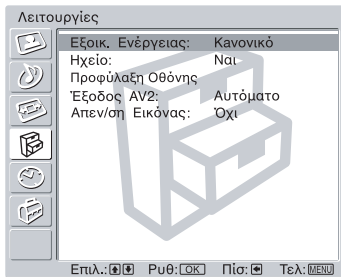 Λειτουργίες
Εξοικ. Ενέργειας: Κανονικό
Ηχείο: Ναι
Προφύλαξη Οθόνης
Έξοδος AV2: Αυτόματο
Απεν/ση Εικόνας: Όχι
Επιλ.: Ρυθ: OK Πίσ: Τελ: MENU